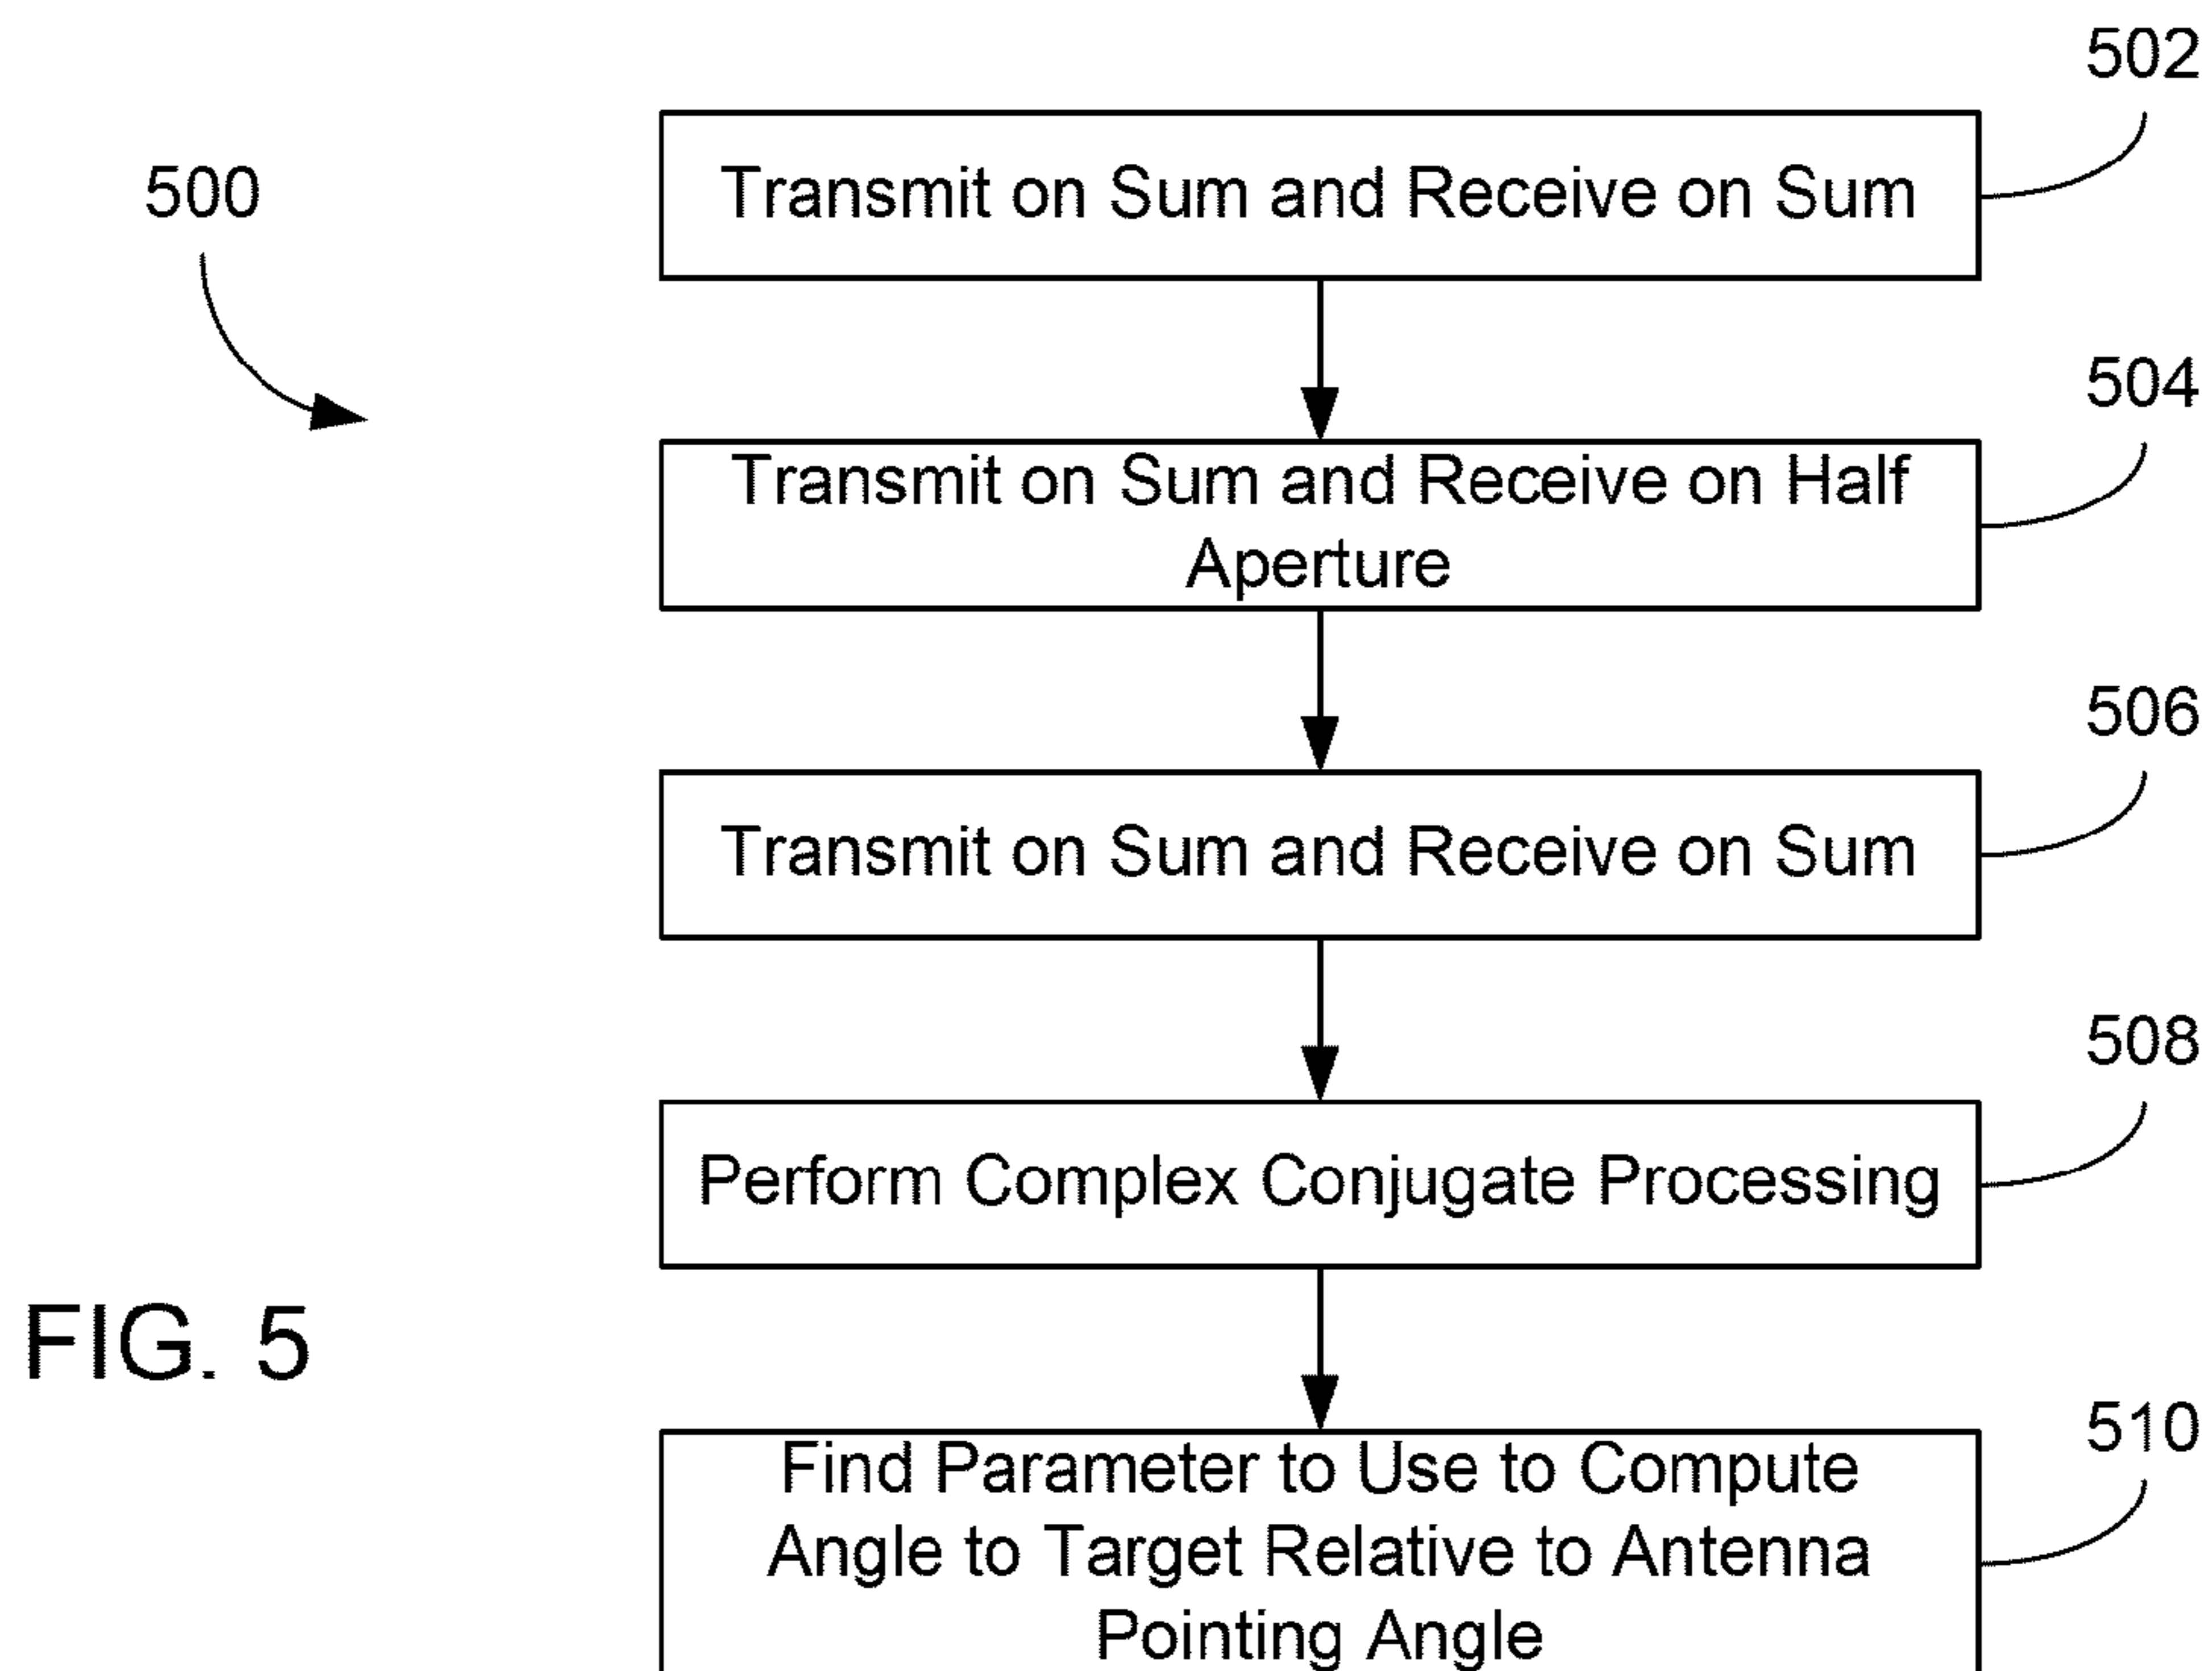 502
Transmit on Sum and Receive on Sum
500
504
Transmit on Sum and Receive on Half
Aperture
506
Transmit on Sum and Receive on Sum
508
Perform Complex Conjugate Processing
FIG. 5
510
Find Parameter to Use to Compute
Angle to Target Relative to Antenna
Pointing Angle